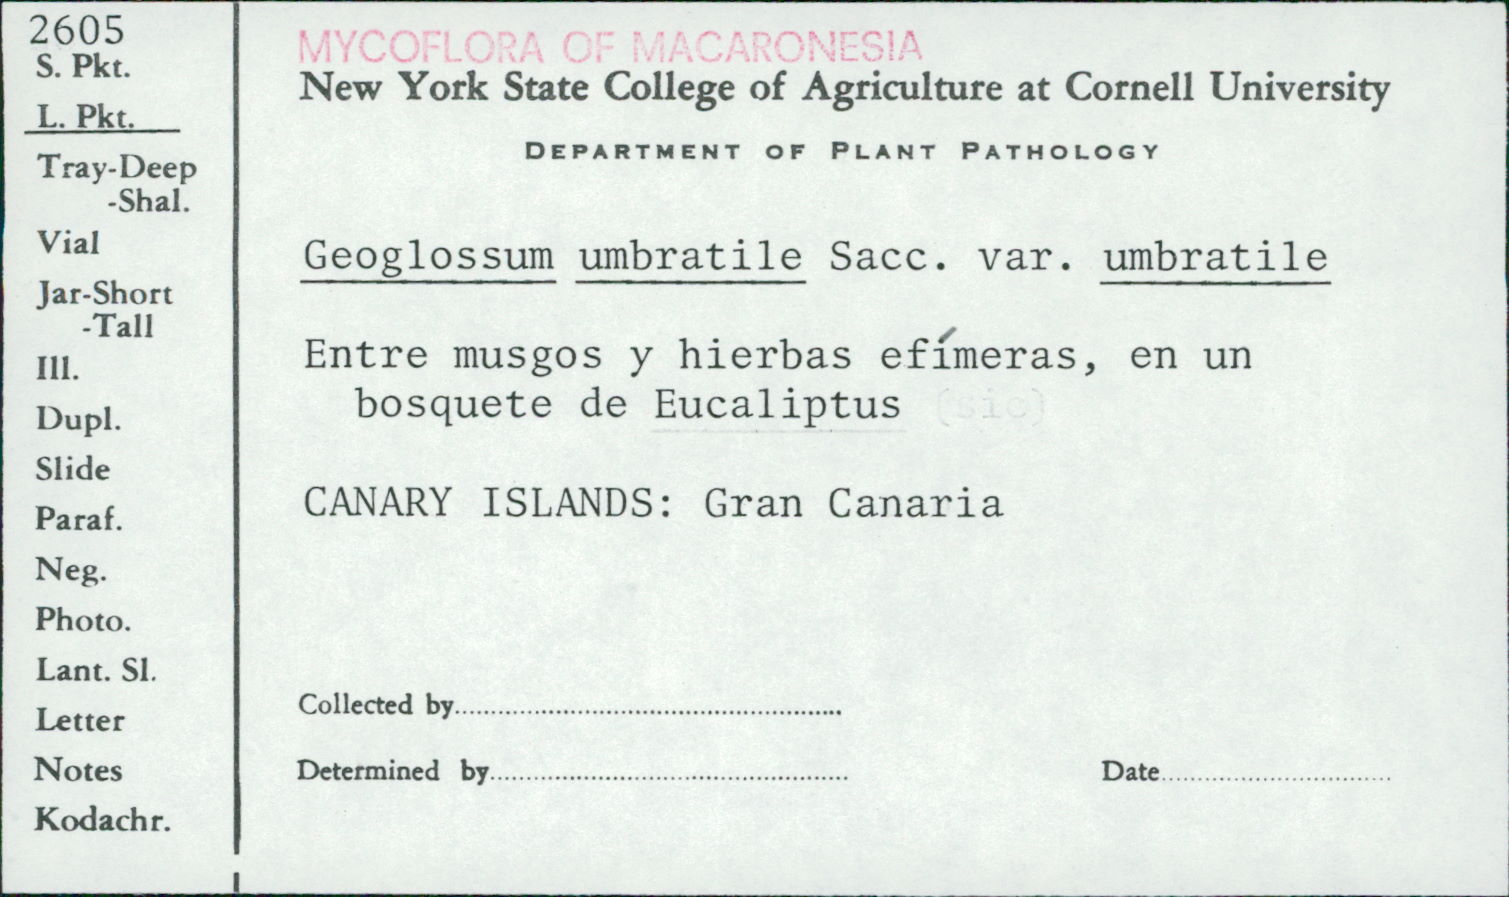 2605
S. Pkt.
L. Pkt.
Tray-Deep
-Shal.
Vial
Jar-Short
-Tall
Ill.
Dupl.
Slide
Paraf.
Neg.
Photo.
Lant. Sl.
Letter
Notes
Kodachr.
MYCOFLORA OF MACARONESIA
New York State College of Agriculture at Cornell University
DEPARTMENT OF PLANT PATHOLOGY
Geoglossum umbratile Sacc. var. umbratile
Entre musgos y hierbas efímeras, en un
bosquete de Eucaliptus (sic)
CANARY ISLANDS: Gran Canaria
Collected by
Determined by
Date